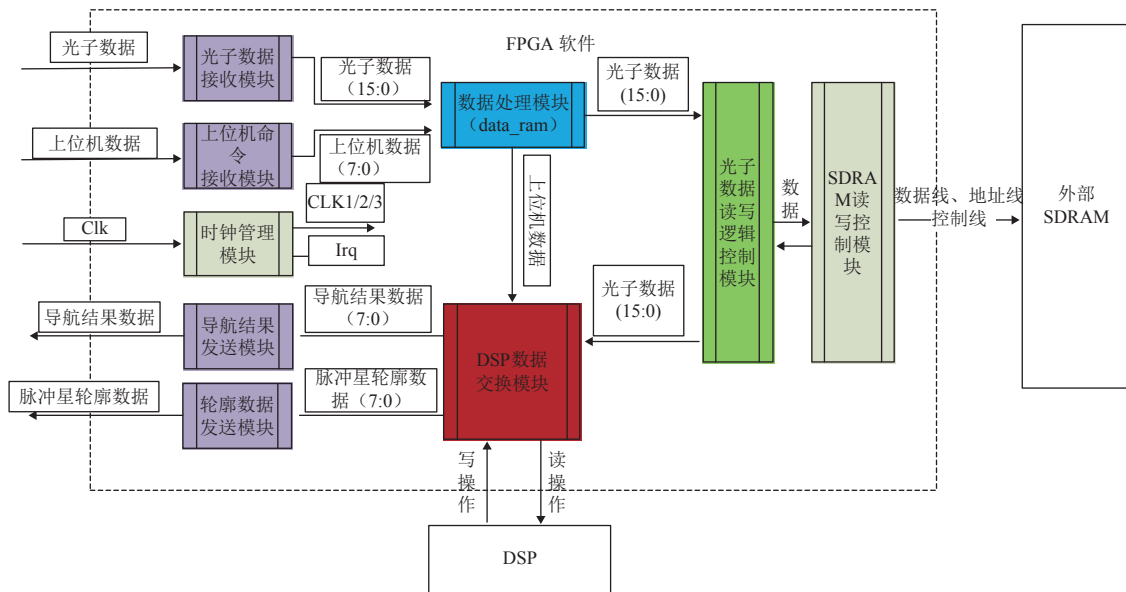 FPGA 软件
光子数据
光子数据
接收模块
光子数据
（15:0）
上位机数据
上位机命
令
接收模块
上位机数据
（7:0）
数据处理模块
（data_ram）
光子数据
(15:0)
Clk
时钟管理
模块
CLK1/2/3
Irq
上位机数据
光子
数据
读写
逻辑
控制
模块
数
据
SDRA
M读
写控
制模
块
数据线、地址线
控制线
外部
SDRAM
导航结果数据
导航结果
发送模块
导航结果数据
（7:0）
光子数据
(15:0)
DSP数据
交换模块
脉冲星轮廓数据
轮廓数据
发送模块
脉冲星轮廓数
据（7:0）
写
操
作
读
操
作
DSP